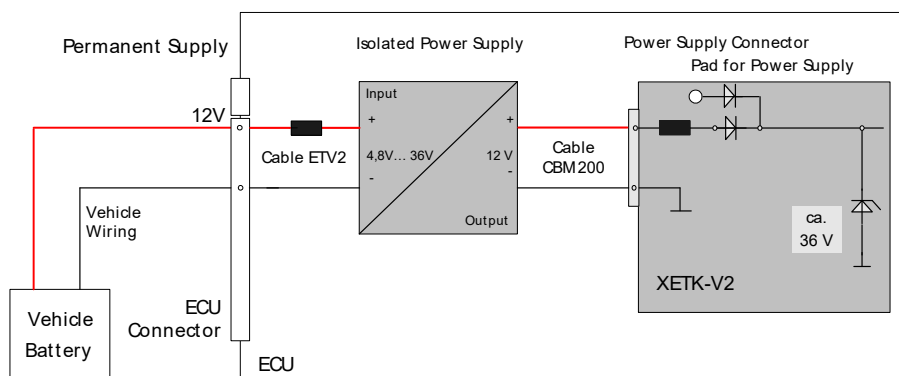 Permanent Supply
Isolated Power Supply
Power Supply Connector
Pad for Power Supply
12V
Input
+
4,8V... 36V
-
+
12 V
-
Output
Cable ETV2
Cable
CBM200
Vehicle
Wiring
ca.
36 V
XETK-V2
ECU
Connector
Vehicle
Battery
ECU